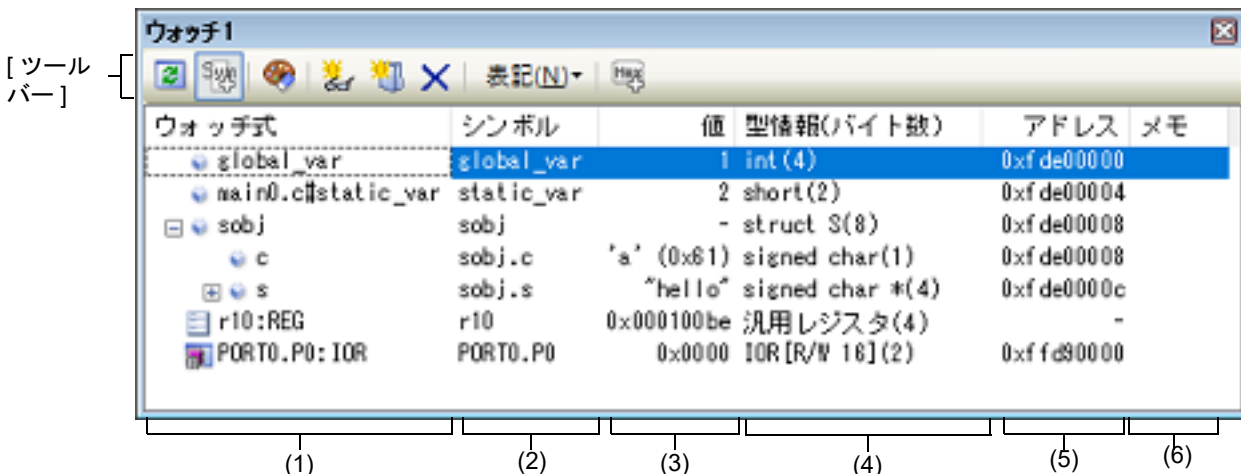 ウォッチ1
[ ツール
バー ]
Sym 表記(N)▾ Hex
ウォッチ式 シンボル 値 型情報(バイト数) アドレス メモ
global_var global_var 1 int(4) 0xfde00000
main0.c#static_var static_var 2 short(2) 0xfde00004
sobj sobj - struct S(8) 0xfde00008
c sobj.c 'a' (0x61) signed char(1) 0xfde00008
s sobj.s "hello" signed char *(4) 0xfde0000c
r10:REG r10 0x000100be 汎用レジスタ(4) -
PORT0.P0:IOR PORT0.P0 0x0000 IOR[R/W 16](2) 0xffd90000
(1) (2) (3) (4) (5) (6)